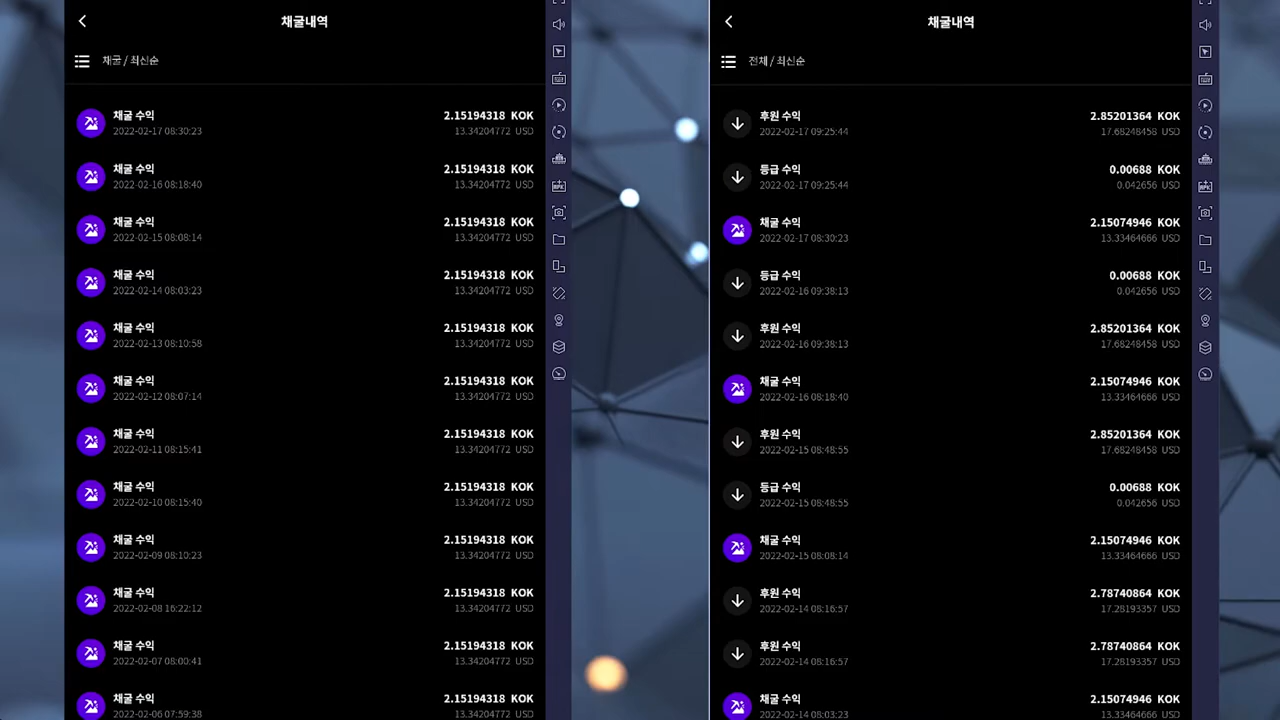 채굴내역
채굴 / 최신순
채굴 수익
2.15194318 KOK
2022-02-17 08:30:23
13.34204772 USD
채굴 수익
2.15194318 KOK
2022-02-16 08:18:40
13.34204772 USD
채굴 수익
2.15194318 KOK
2022-02-15 08:08:14
13.34204772 USD
채굴 수익
2.15194318 KOK
2022-02-14 08:03:23
13.34204772 USD
채굴 수익
2.15194318 KOK
2022-02-13 08:10:58
13.34204772 USD
채굴 수익
2.15194318 KOK
2022-02-12 08:07:14
13.34204772 USD
채굴 수익
2.15194318 KOK
2022-02-11 08:15:41
13.34204772 USD
채굴 수익
2.15194318 KOK
2022-02-10 08:15:40
13.34204772 USD
채굴 수익
2.15194318 KOK
2022-02-09 08:10:23
13.34204772 USD
채굴 수익
2.15194318 KOK
2022-02-08 16:22:12
13.34204772 USD
채굴 수익
2.15194318 KOK
2022-02-07 08:00:41
13.34204772 USD
채굴 수익
2.15194318 KOK
2022-02-06 07:59:38
13.34204772 USD
채굴내역
전체 / 최신순
후원 수익
2.85201364 KOK
2022-02-17 09:25:44
17.68248458 USD
등급 수익
0.00688 KOK
2022-02-17 09:25:44
0.042656 USD
채굴 수익
2.15074946 KOK
2022-02-17 08:30:23
13.33464666 USD
등급 수익
0.00688 KOK
2022-02-16 09:38:13
0.042656 USD
후원 수익
2.85201364 KOK
2022-02-16 09:38:13
17.68248458 USD
채굴 수익
2.15074946 KOK
2022-02-16 08:18:40
13.33464666 USD
후원 수익
2.85201364 KOK
2022-02-15 08:48:55
17.68248458 USD
등급 수익
0.00688 KOK
2022-02-15 08:48:55
0.042656 USD
채굴 수익
2.15074946 KOK
2022-02-15 08:08:14
13.33464666 USD
후원 수익
2.78740864 KOK
2022-02-14 08:16:57
17.28193357 USD
후원 수익
2.78740864 KOK
2022-02-14 08:16:57
17.28193357 USD
채굴 수익
2.15074946 KOK
2022-02-14 08:03:23
13.33464666 USD